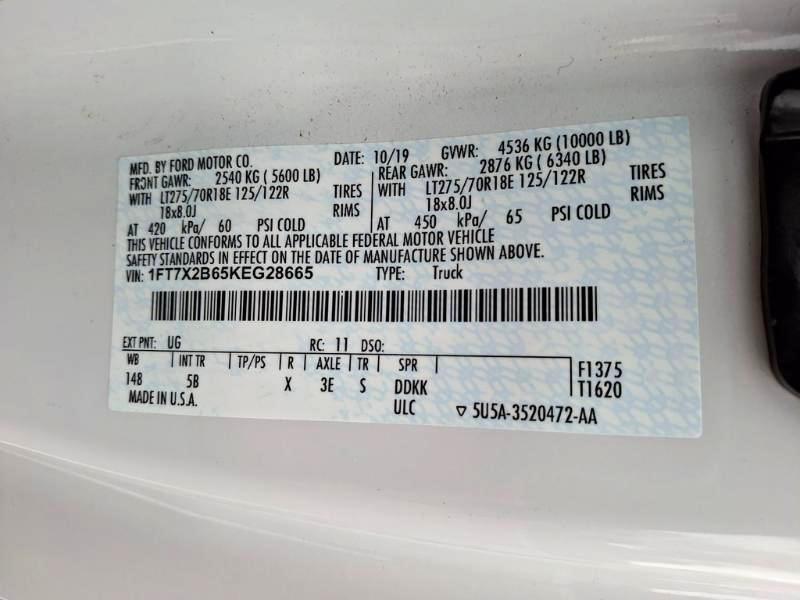 MFD. BY FORD MOTOR CO. DATE: 10/19 GVWR: 4536 KG (10000 LB)
FRONT GAWR: 2540 KG ( 5600 LB) REAR GAWR: 2876 KG ( 6340 LB)
WITH LT275/70R18E 125/122R TIRES WITH LT275/70R18E 125/122R TIRES
18x8.0J RIMS 18x8.0J RIMS
AT 420 kPa/ 60 PSI COLD AT 450 kPa/ 65 PSI COLD
THIS VEHICLE CONFORMS TO ALL APPLICABLE FEDERAL MOTOR VEHICLE
SAFETY STANDARDS IN EFFECT ON THE DATE OF MANUFACTURE SHOWN ABOVE.
VIN: 1FT7X2B65KEG28665 TYPE: Truck
EXT PNT: UG RC: 11 DSO:
WB INT TR TP/PS R AXLE TR SPR F1375
148 5B X 3E S DDKK T1620
MADE IN U.S.A. ULC ▽ 5U5A-3520472-AA